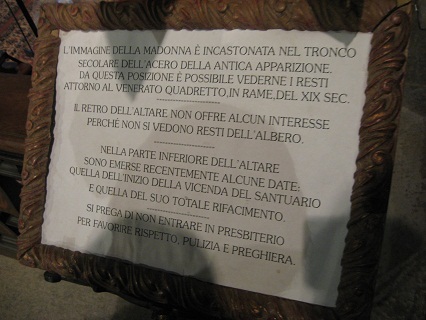 L'IMMAGINE DELLA MADONNA È INCASTONATA NEL TRONCO
SECOLARE DELL'ACERO DELLA ANTICA APPARIZIONE.
DA QUESTA POSIZIONE È POSSIBILE VEDERNE I RESTI
ATTORNO AL VENERATO QUADRETTO, IN RAME, DEL XIX SEC.
--------------------
IL RETRO DELL'ALTARE NON OFFRE ALCUN INTERESSE
PERCHÉ NON SI VEDONO RESTI DELL'ALBERO.
--------------------
NELLA PARTE INFERIORE DELL'ALTARE
SONO EMERSE RECENTEMENTE ALCUNE DATE:
QUELLA DELL'INIZIO DELLA VICENDA DEL SANTUARIO
E QUELLA DEL SUO TOTALE RIFACIMENTO.
--------------------
SI PREGA DI NON ENTRARE IN PRESBITERIO
PER FAVORIRE RISPETTO, PULIZIA E PREGHIERA.